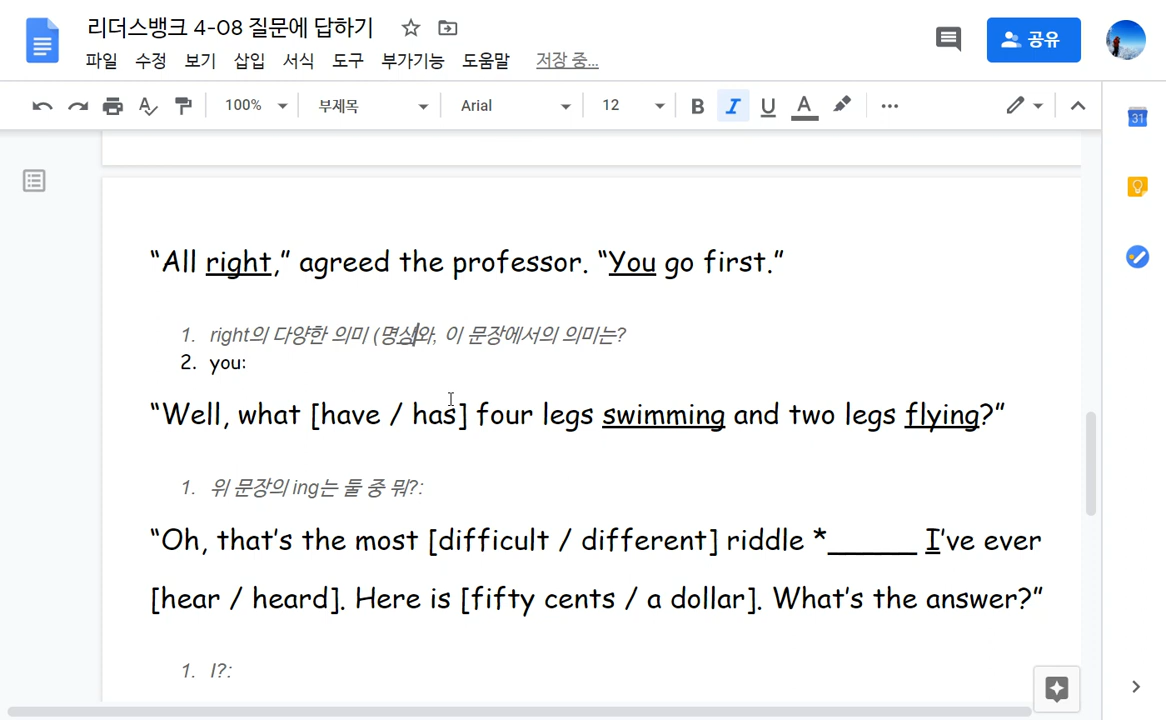 리더스뱅크 4-08 질문에 답하기
공유
파일 수정 보기 삽입 서식 도구 부가기능 도움말 저장 중...
100% 부제목 Arial 12 B I U A
31
“All right,” agreed the professor. “You go first.”
1. right의 다양한 의미 (명싱와, 이 문장에서의 의미는?
2. you:
“Well, what [have / has] four legs swimming and two legs flying?”
1. 위 문장의 ing는 둘 중 뭐?:
“Oh, that’s the most [difficult / different] riddle *______ I’ve ever
[hear / heard]. Here is [fifty cents / a dollar]. What’s the answer?”
1. I?: